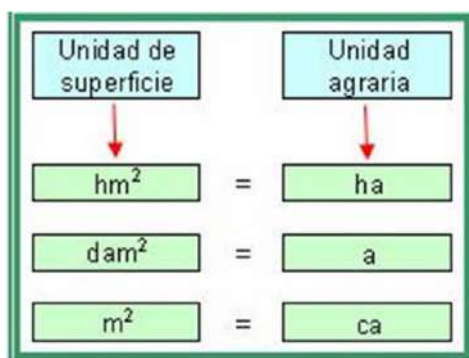 Unidad de superficie
Unidad agraria
hm² = ha
dam² = a
m² = ca